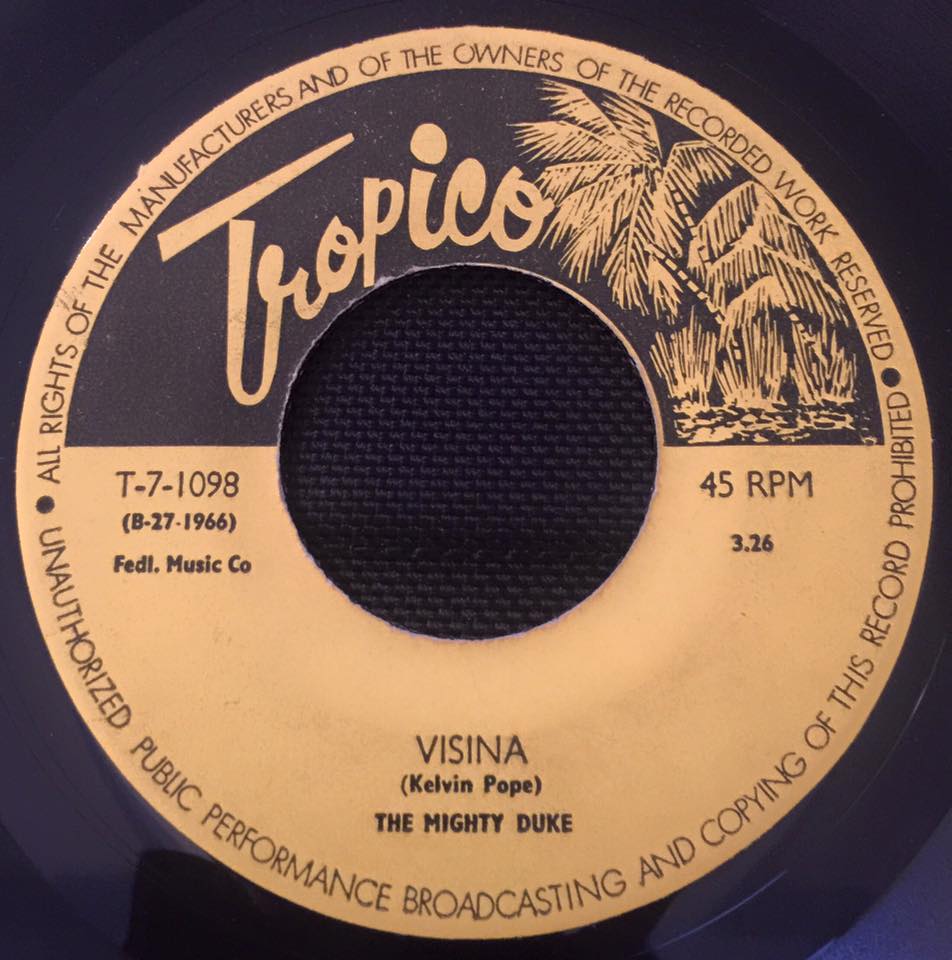 ALL RIGHTS OF THE MANUFACTURERS AND OF THE OWNERS OF THE RECORDED WORK RESERVED ●
Tropico
T-7-1098
(B-27-1966)
Fedl. Music Co
45 RPM
3.26
VISINA
(Kelvin Pope)
THE MIGHTY DUKE
● UNAUTHORIZED PUBLIC PERFORMANCE BROADCASTING AND COPYING OF THIS RECORD PROHIBITED